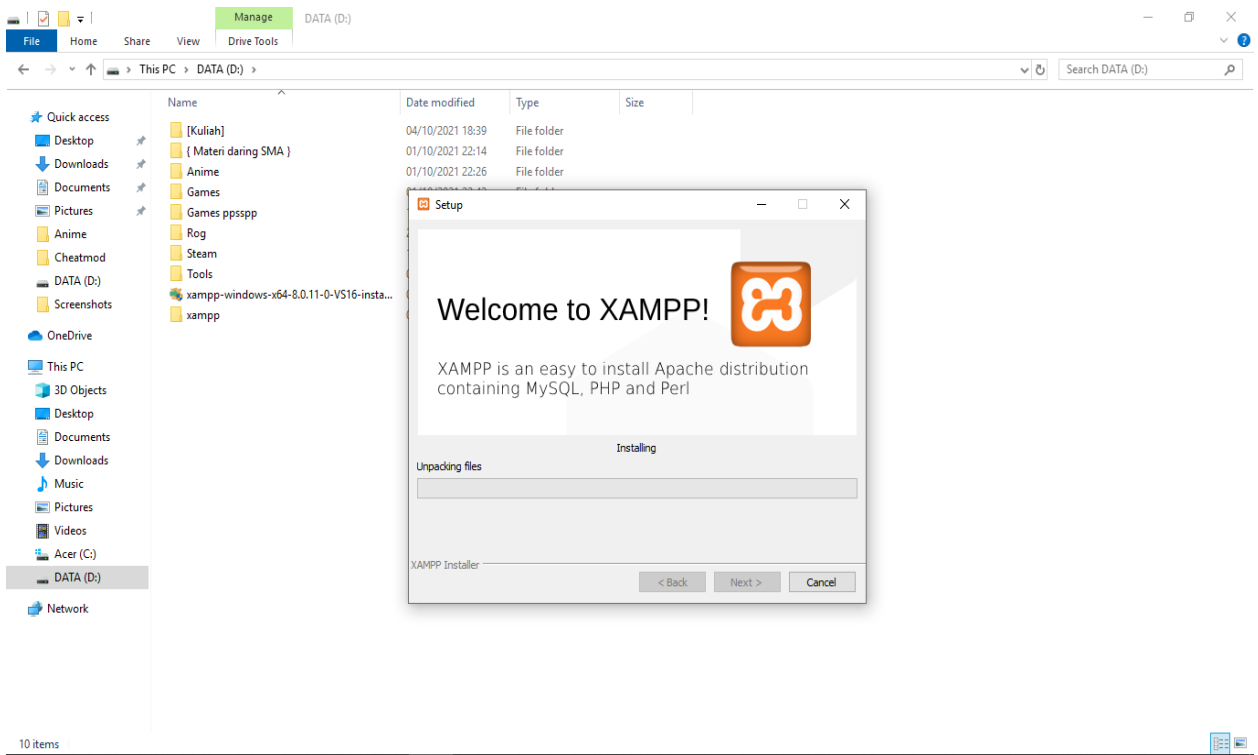 Manage
DATA (D:)
File
Home
Share
View
Drive Tools
This PC
DATA (D:)
Search DATA (D:)
Name
Date modified
Type
Size
Quick access
Desktop
Downloads
Documents
Pictures
Anime
Cheatmod
DATA (D:)
Screenshots
OneDrive
This PC
3D Objects
Desktop
Documents
Downloads
Music
Pictures
Videos
Acer (C:)
DATA (D:)
Network
[Kuliah] 04/10/2021 18:39 File folder
{ Materi daring SMA } 01/10/2021 22:14 File folder
Anime 01/10/2021 22:26 File folder
Games
Games ppsspp
Rog
Steam
Tools
xampp-windows-x64-8.0.11-0-VS16-insta...
xampp
Setup
Welcome to XAMPP!
XAMPP is an easy to install Apache distribution
containing MySQL, PHP and Perl
Installing
Unpacking files
XAMPP Installer
< Back
Next >
Cancel
10 items